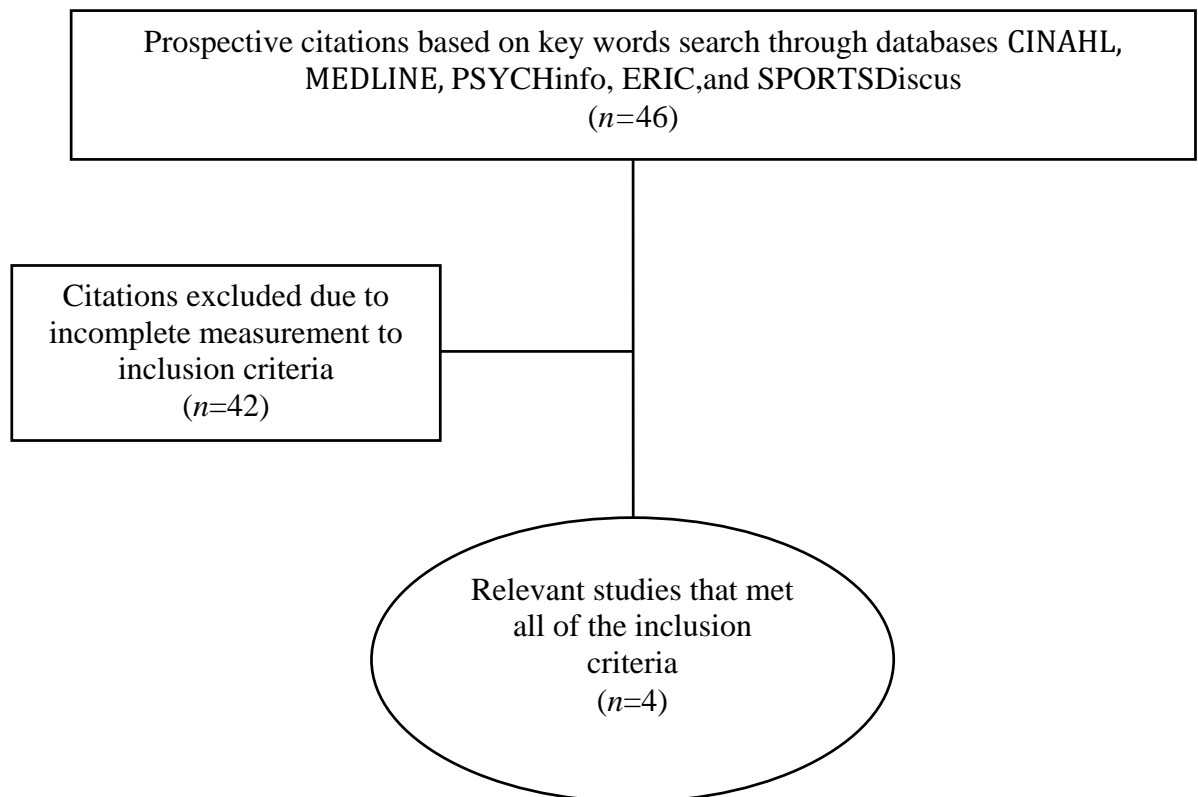 Prospective citations based on key words search through databases CINAHL,
MEDLINE, PSYCHinfo, ERIC,and SPORTSDiscus
(n=46)
Citations excluded due to
incomplete measurement to
inclusion criteria
(n=42)
Relevant studies that met
all of the inclusion
criteria
(n=4)